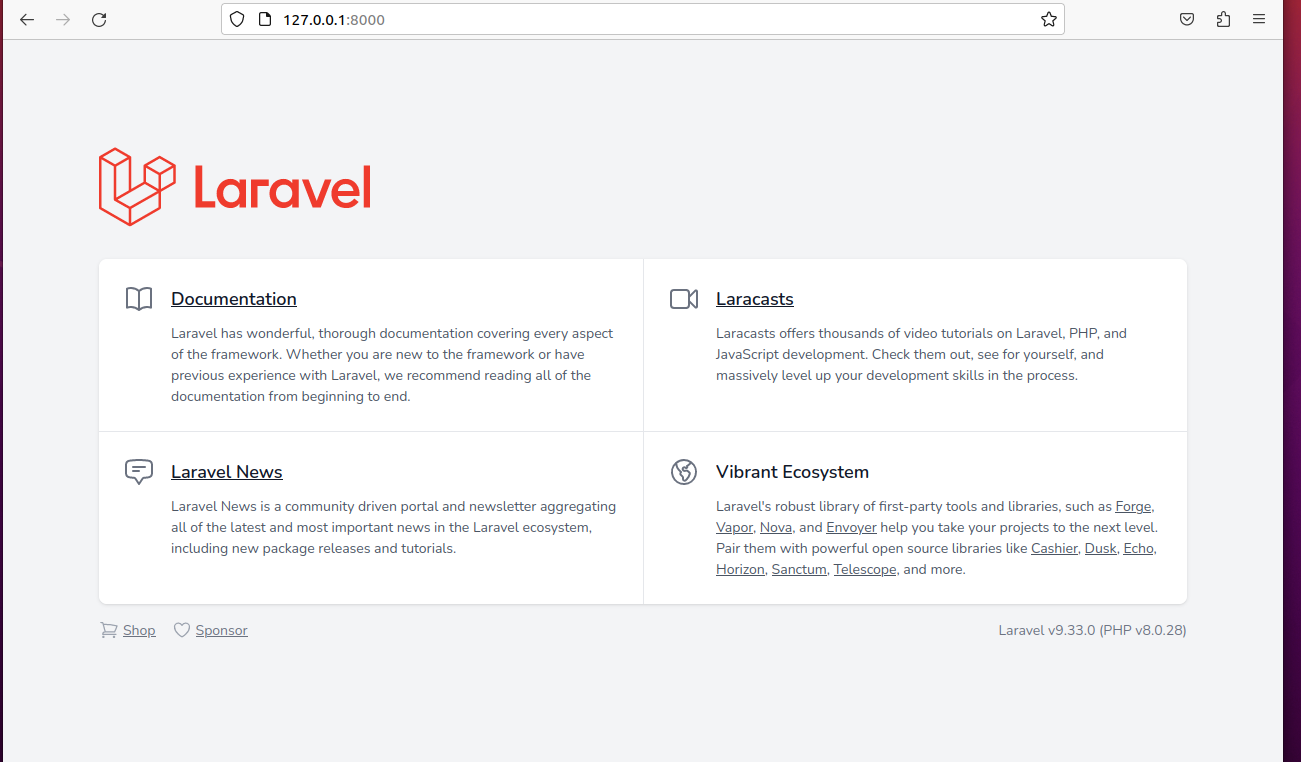 127.0.0.1:8000
Laravel
Documentation
Laravel has wonderful, thorough documentation covering every aspect
of the framework. Whether you are new to the framework or have
previous experience with Laravel, we recommend reading all of the
documentation from beginning to end.
Laracasts
Laracasts offers thousands of video tutorials on Laravel, PHP, and
JavaScript development. Check them out, see for yourself, and
massively level up your development skills in the process.
Laravel News
Laravel News is a community driven portal and newsletter aggregating
all of the latest and most important news in the Laravel ecosystem,
including new package releases and tutorials.
Vibrant Ecosystem
Laravel's robust library of first-party tools and libraries, such as Forge,
Vapor, Nova, and Envoyer help you take your projects to the next level.
Pair them with powerful open source libraries like Cashier, Dusk, Echo,
Horizon, Sanctum, Telescope, and more.
Shop
Sponsor
Laravel v9.33.0 (PHP v8.0.28)